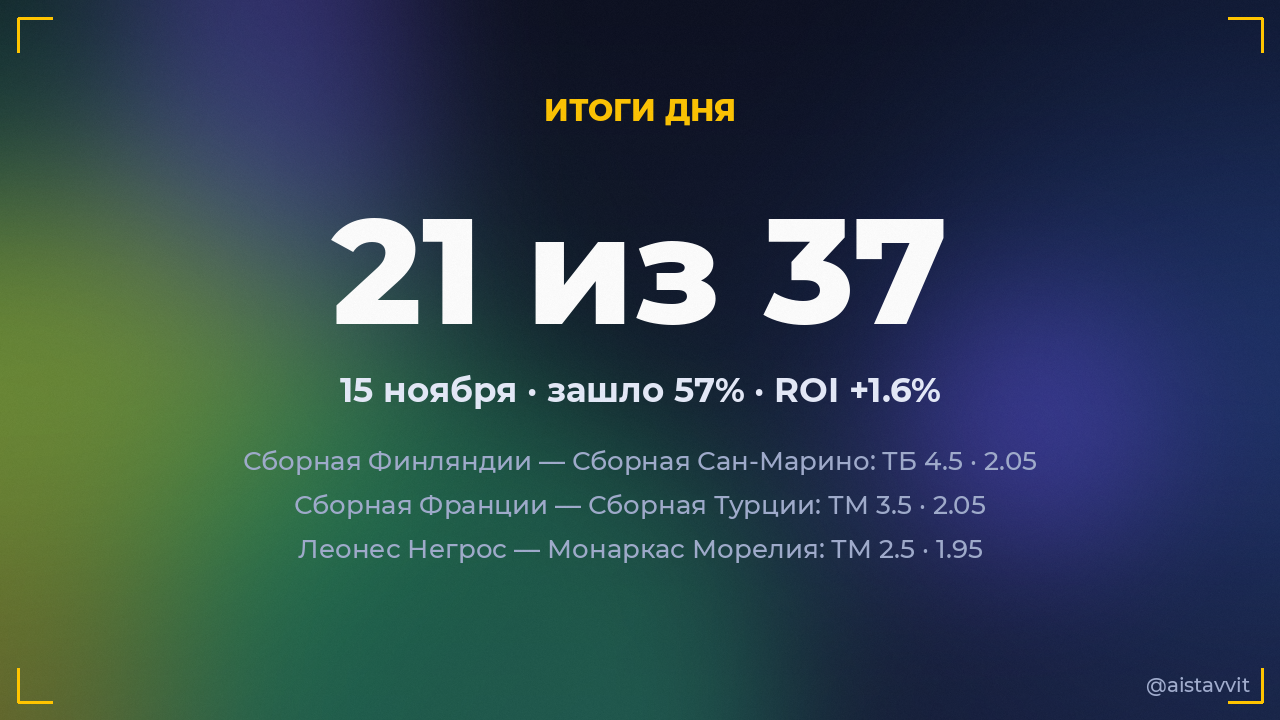 ИТОГИ ДНЯ
21 из 37
15 ноября · зашло 57% · ROI +1.6%
Сборная Финляндии — Сборная Сан-Марино: ТБ 4.5 · 2.05
Сборная Франции — Сборная Турции: ТМ 3.5 · 2.05
Леонес Негрос — Монаркас Морелия: ТМ 2.5 · 1.95
@aistavvit